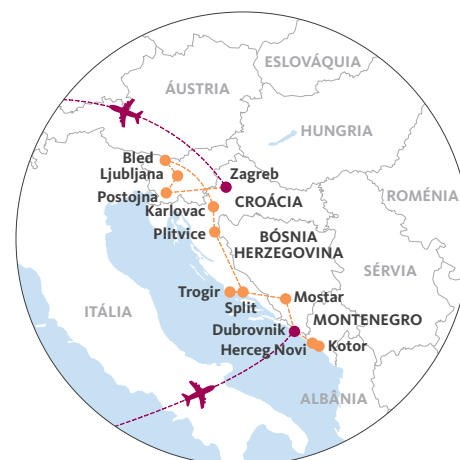 ESLOVÁQUIA
ÁUSTRIA
HUNGRIA
Bled
Ljubljana
Zagreb
Postojna
ROMÉNIA
CROÁCIA
Karlovac
Plitvice
BÓSNIA
HERZEGOVINA
SÉRVIA
Trogir
Mostar
ITÁLIA
Split
MONTENEGRO
Dubrovnik
Herceg Novi
Kotor
ALBÂNIA